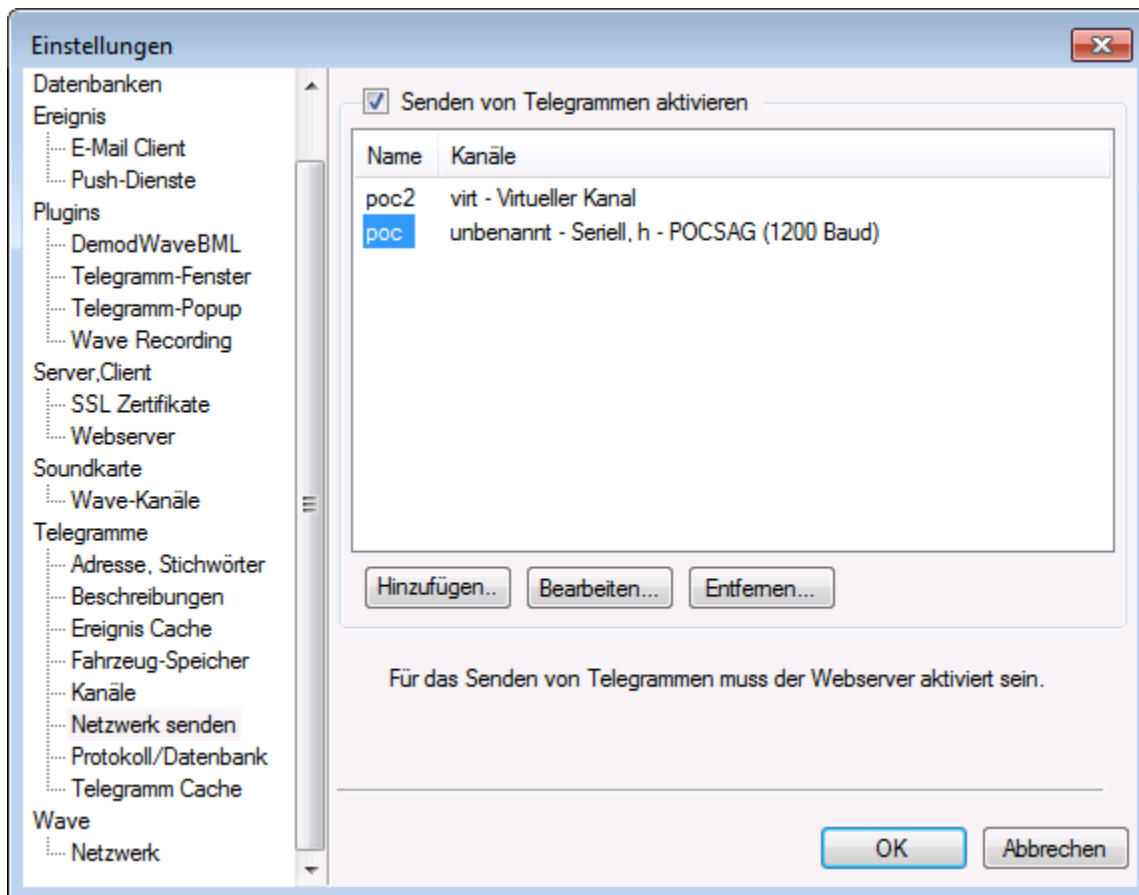 Einstellungen
Datenbanken
Ereignis
E-Mail Client
Push-Dienste
Plugins
DemodWaveBML
Telegramm-Fenster
Telegramm-Popup
Wave Recording
Server,Client
SSL Zertifikate
Webserver
Soundkarte
Wave-Kanäle
Telegramme
Adresse, Stichwörter
Beschreibungen
Ereignis Cache
Fahrzeug-Speicher
Kanäle
Netzwerk senden
Protokoll/Datenbank
Telegramm Cache
Wave
Netzwerk
Senden von Telegrammen aktivieren
Name Kanäle
poc2 virt - Virtueller Kanal
poc unbenannt - Seriell, h - POCSAG (1200 Baud)
Hinzufügen.. Bearbeiten... Entfernen...
Für das Senden von Telegrammen muss der Webserver aktiviert sein.
OK Abbrechen